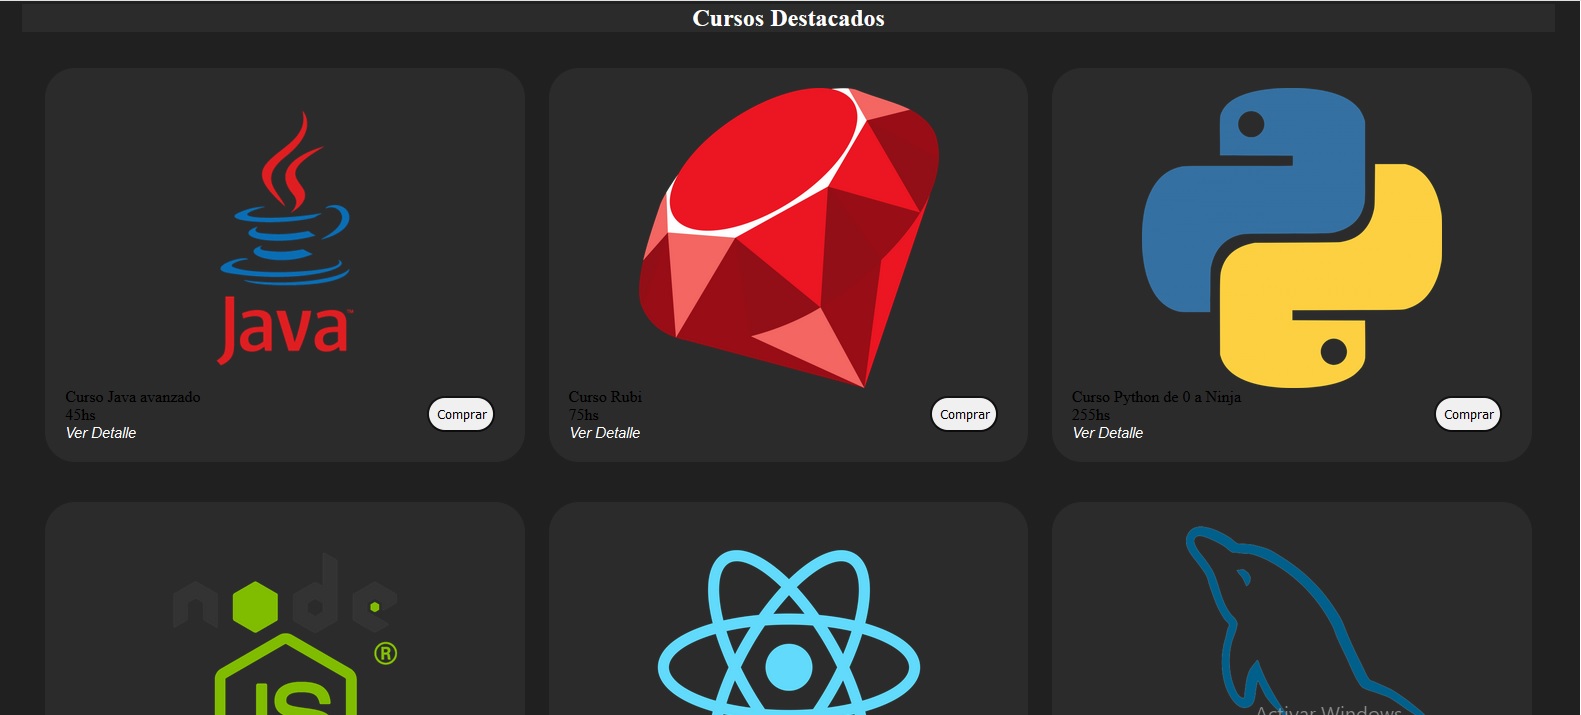 Cursos Destacados
Java™
Curso Java avanzado
45hs
Ver Detalle
Comprar
Curso Rubi
75hs
Ver Detalle
Comprar
Curso Python de 0 a Ninja
255hs
Ver Detalle
Comprar
node
®
JS
Activar Windows